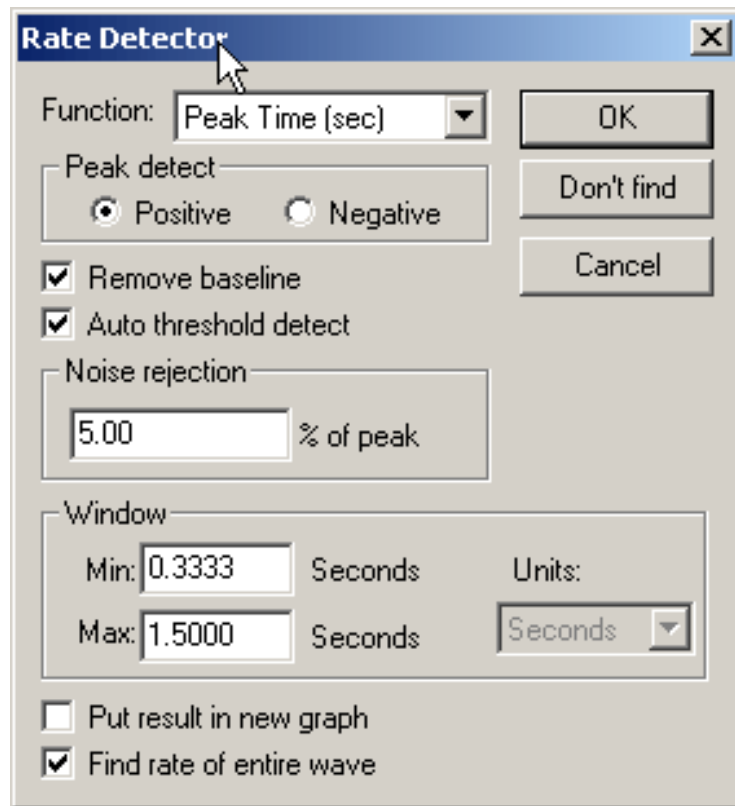 Rate Detector
Function: Peak Time (sec)
OK
Peak detect
Positive Negative
Don't find
Remove baseline
Cancel
Auto threshold detect
Noise rejection
5.00 % of peak
Window
Min: 0.3333 Seconds Units:
Max: 1.5000 Seconds Seconds
Put result in new graph
Find rate of entire wave